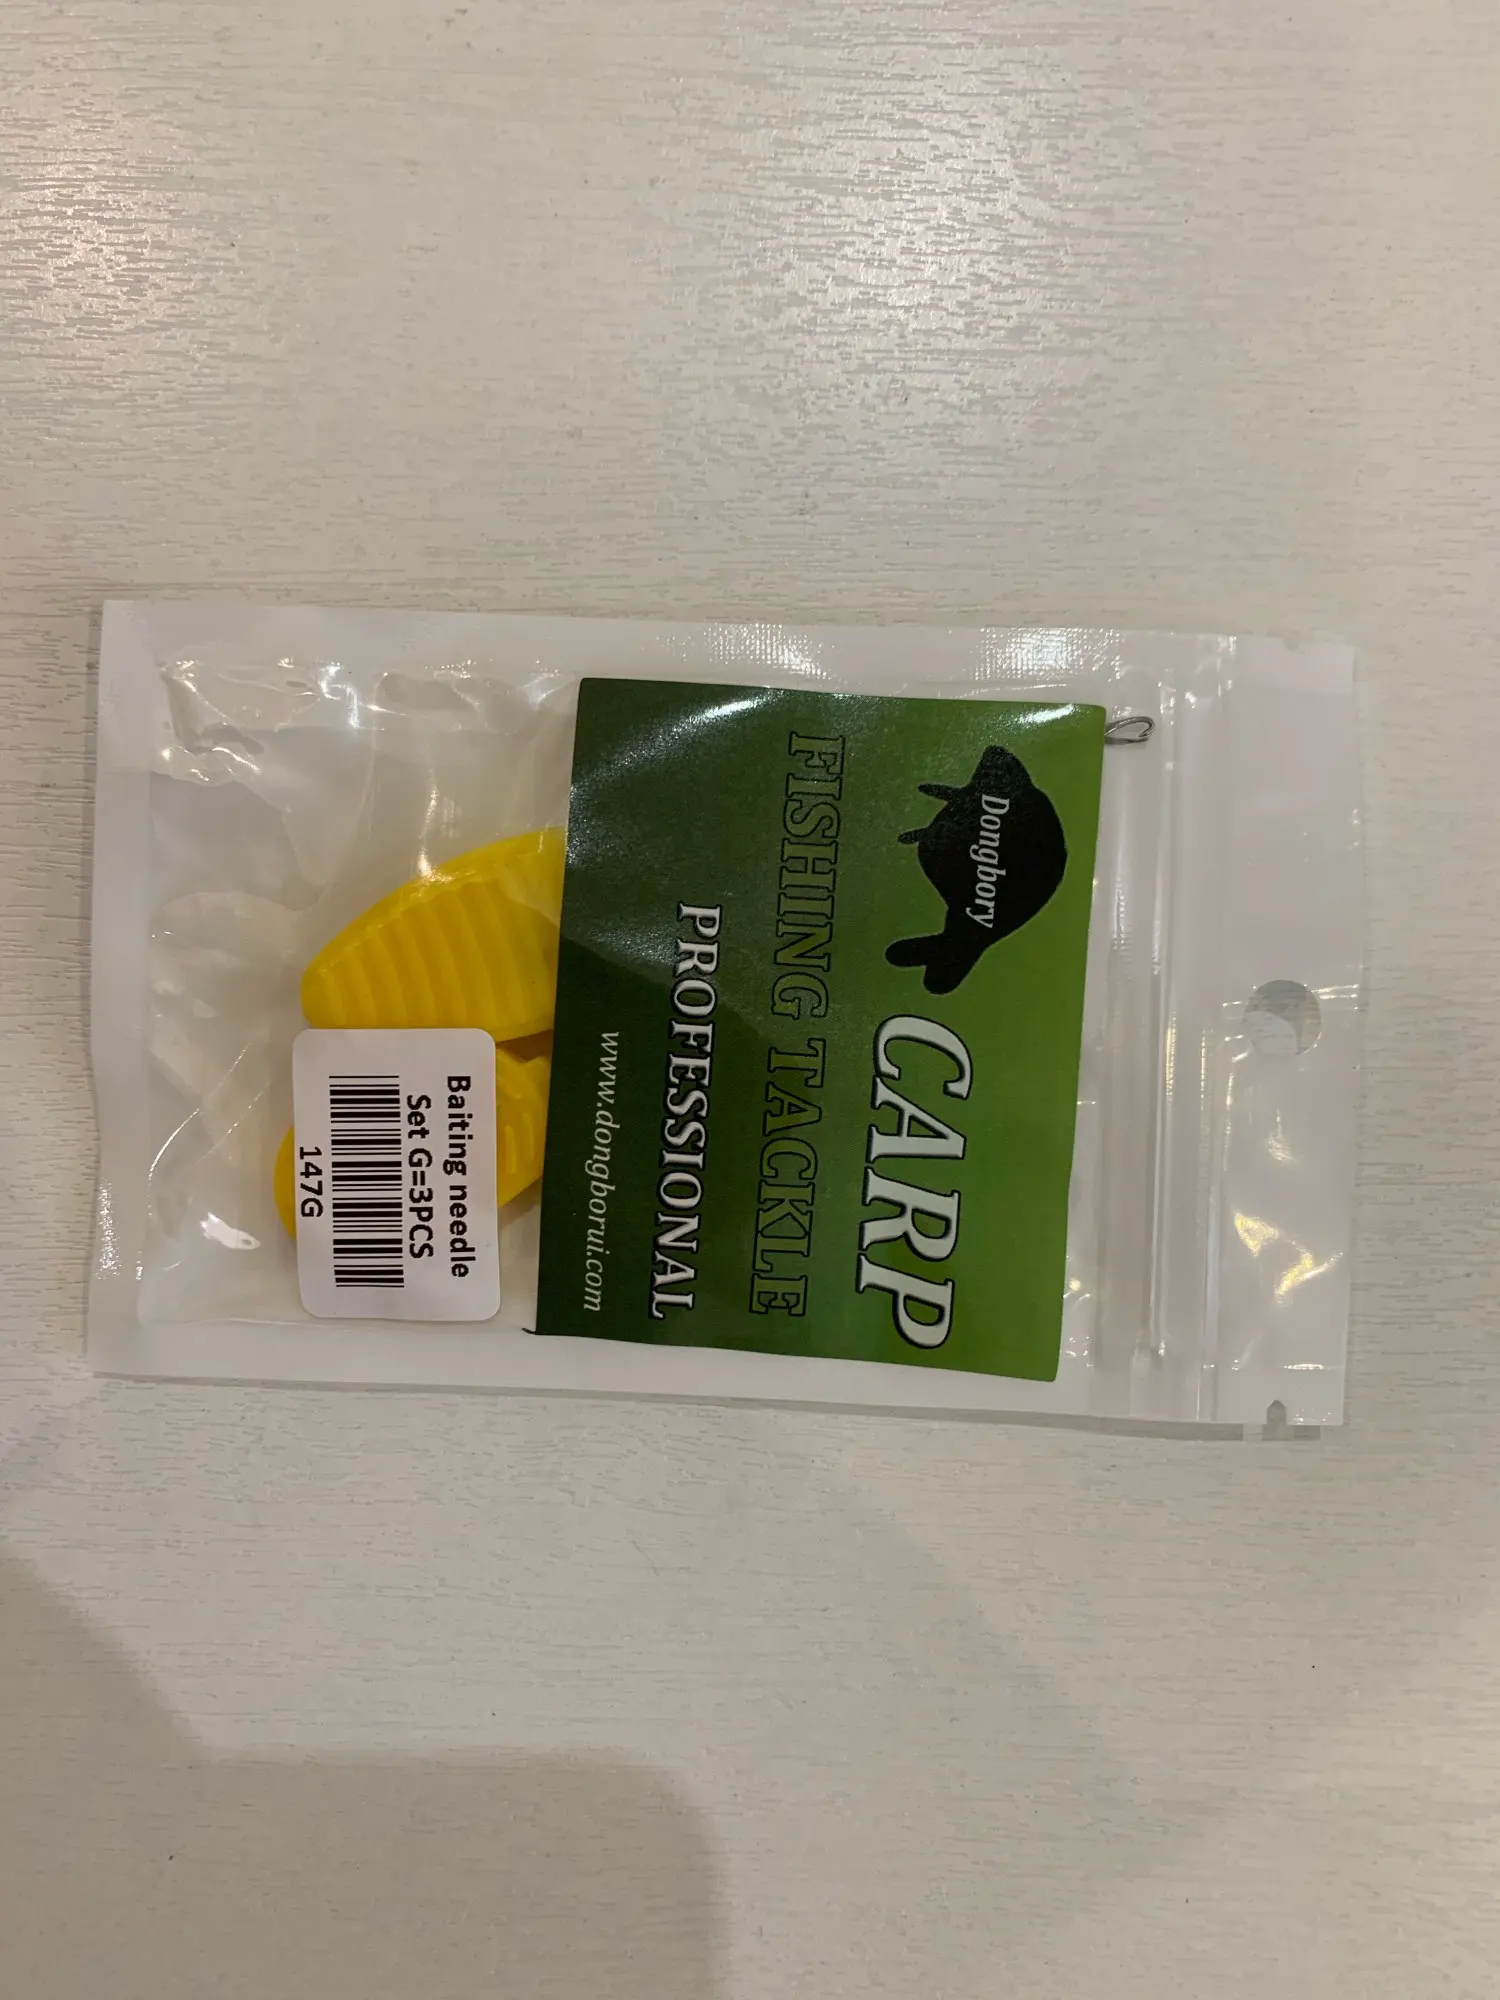 Dongbory
CARP
FISHING TACKLE
PROFESSIONAL
www.dongborui.com
Baiting needle
Set G=3PCS
147G